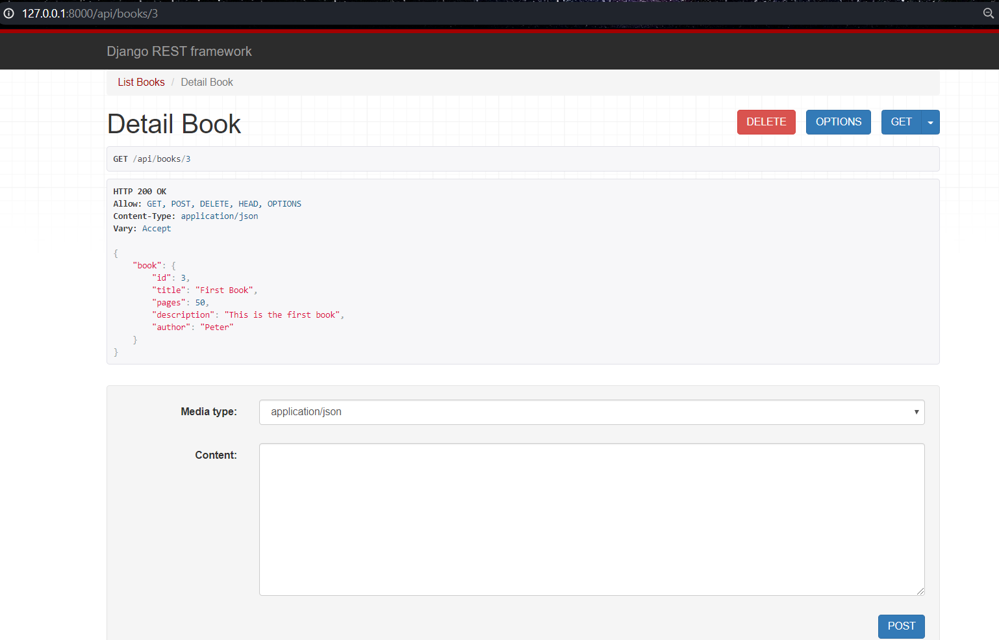 127.0.0.1:8000/api/books/3
Django REST framework
List Books / Detail Book
Detail Book
DELETE OPTIONS GET
GET /api/books/3
HTTP 200 OK
Allow: GET, POST, DELETE, HEAD, OPTIONS
Content-Type: application/json
Vary: Accept
{
    "book": {
        "id": 3,
        "title": "First Book",
        "pages": 50,
        "description": "This is the first book",
        "author": "Peter"
    }
}
Media type: application/json
Content:
POST